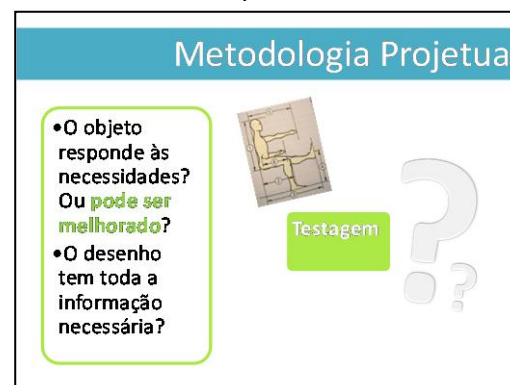 Metodologia Projetua
•O objeto
responde às
necessidades?
Ou pode ser
melhorado?
•O desenho
tem toda a
informação
necessária?
Testagem